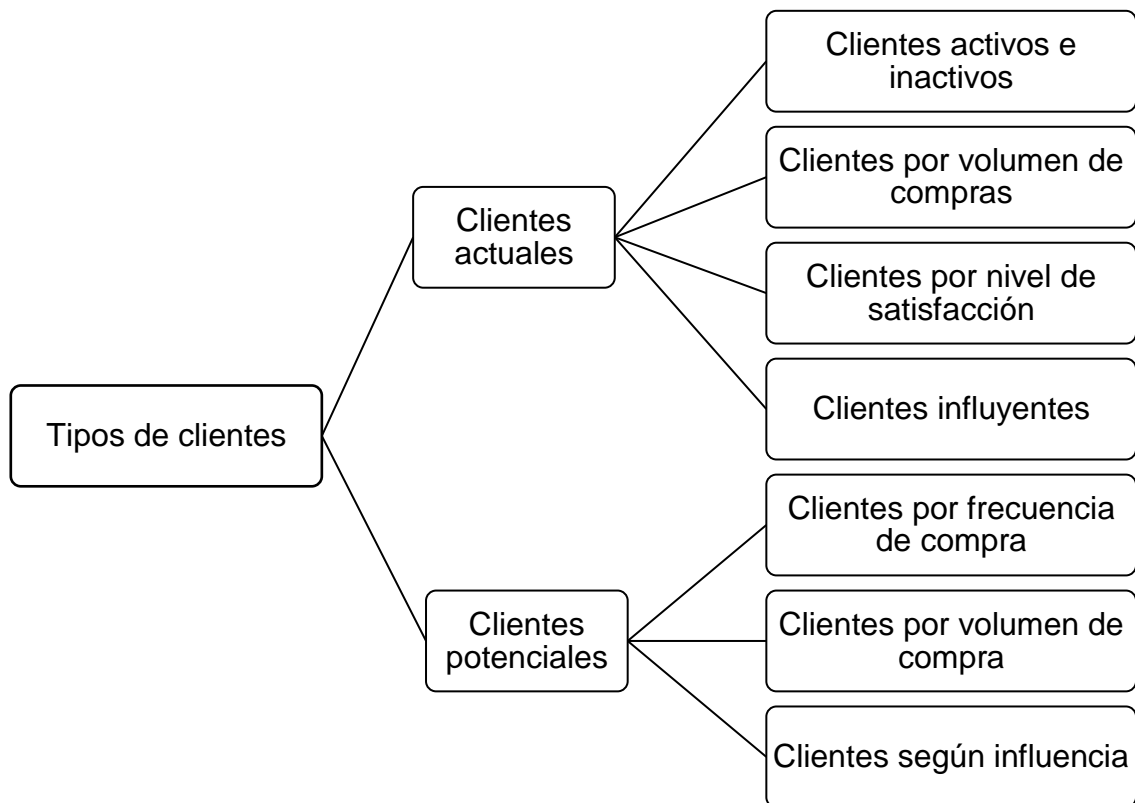 Tipos de clientes
Clientes
actuales
Clientes activos e
inactivos
Clientes por volumen de
compras
Clientes por nivel de
satisfacción
Clientes influyentes
Clientes
potenciales
Clientes por frecuencia
de compra
Clientes por volumen de
compra
Clientes según influencia